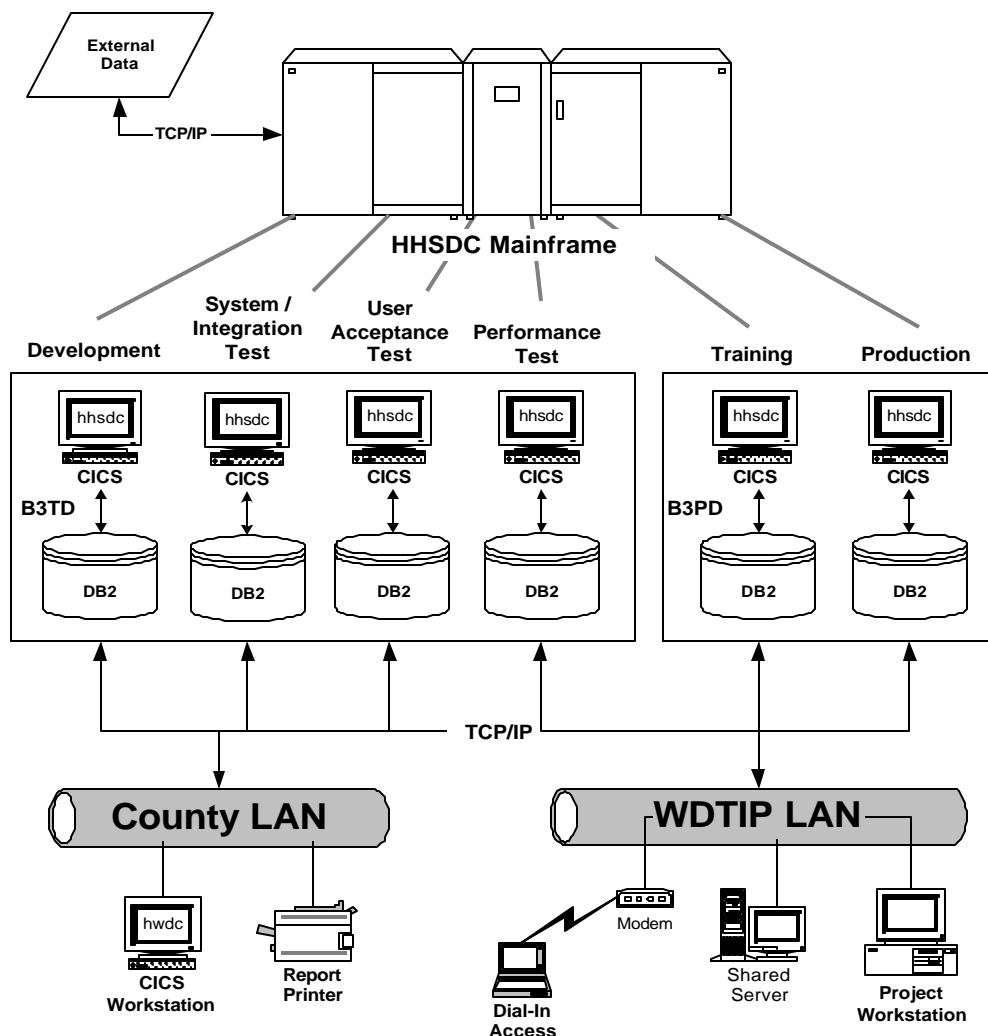 External
Data
TCP/IP
HHSDC Mainframe
Development
System /
Integration
Test
User
Acceptance
Test
Performance
Test
Training
Production
hhsdc
hhsdc
hhsdc
hhsdc
hhsdc
hhsdc
CICS
CICS
CICS
CICS
CICS
CICS
B3TD
B3PD
DB2
DB2
DB2
DB2
DB2
DB2
TCP/IP
County LAN
WDTIP LAN
hwdc
CICS
Workstation
Report
Printer
Modem
Dial-In
Access
Shared
Server
Project
Workstation